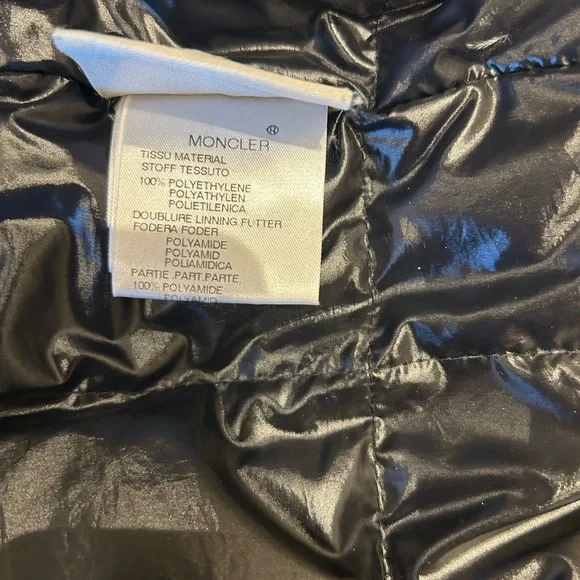 MONCLER ®
TISSU MATERIAL
STOFF TESSUTO
100% POLYETHYLENE
POLYATHYLEN
POLIETILENICA
DOUBLURE LINNING FUTTER
FODERA FODER
POLYAMIDE
POLYAMID
POLIAMIDICA
PARTIE .PART.PARTE
100% POLYAMIDE
POLYAMID